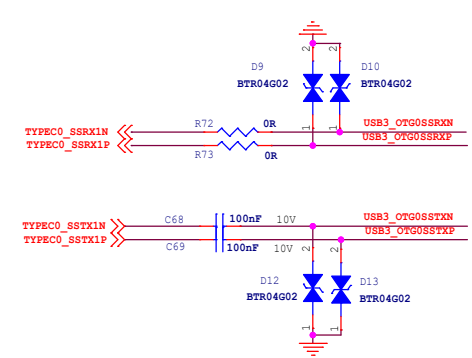 2
2
D9
D10
BTR04G02
BTR04G02
R72
0R
1
1
USB3_OTG0SSRXN
TYPEC0_SSRX1N
USB3_OTG0SSRXP
TYPEC0_SSRX1P
R73
0R
C68
100nF
10V
USB3_OTG0SSTXN
TYPEC0_SSTX1N
USB3_OTG0SSTXP
TYPEC0_SSTX1P
C69
100nF
10V
2
2
D12
D13
BTR04G02
BTR04G02
1
1